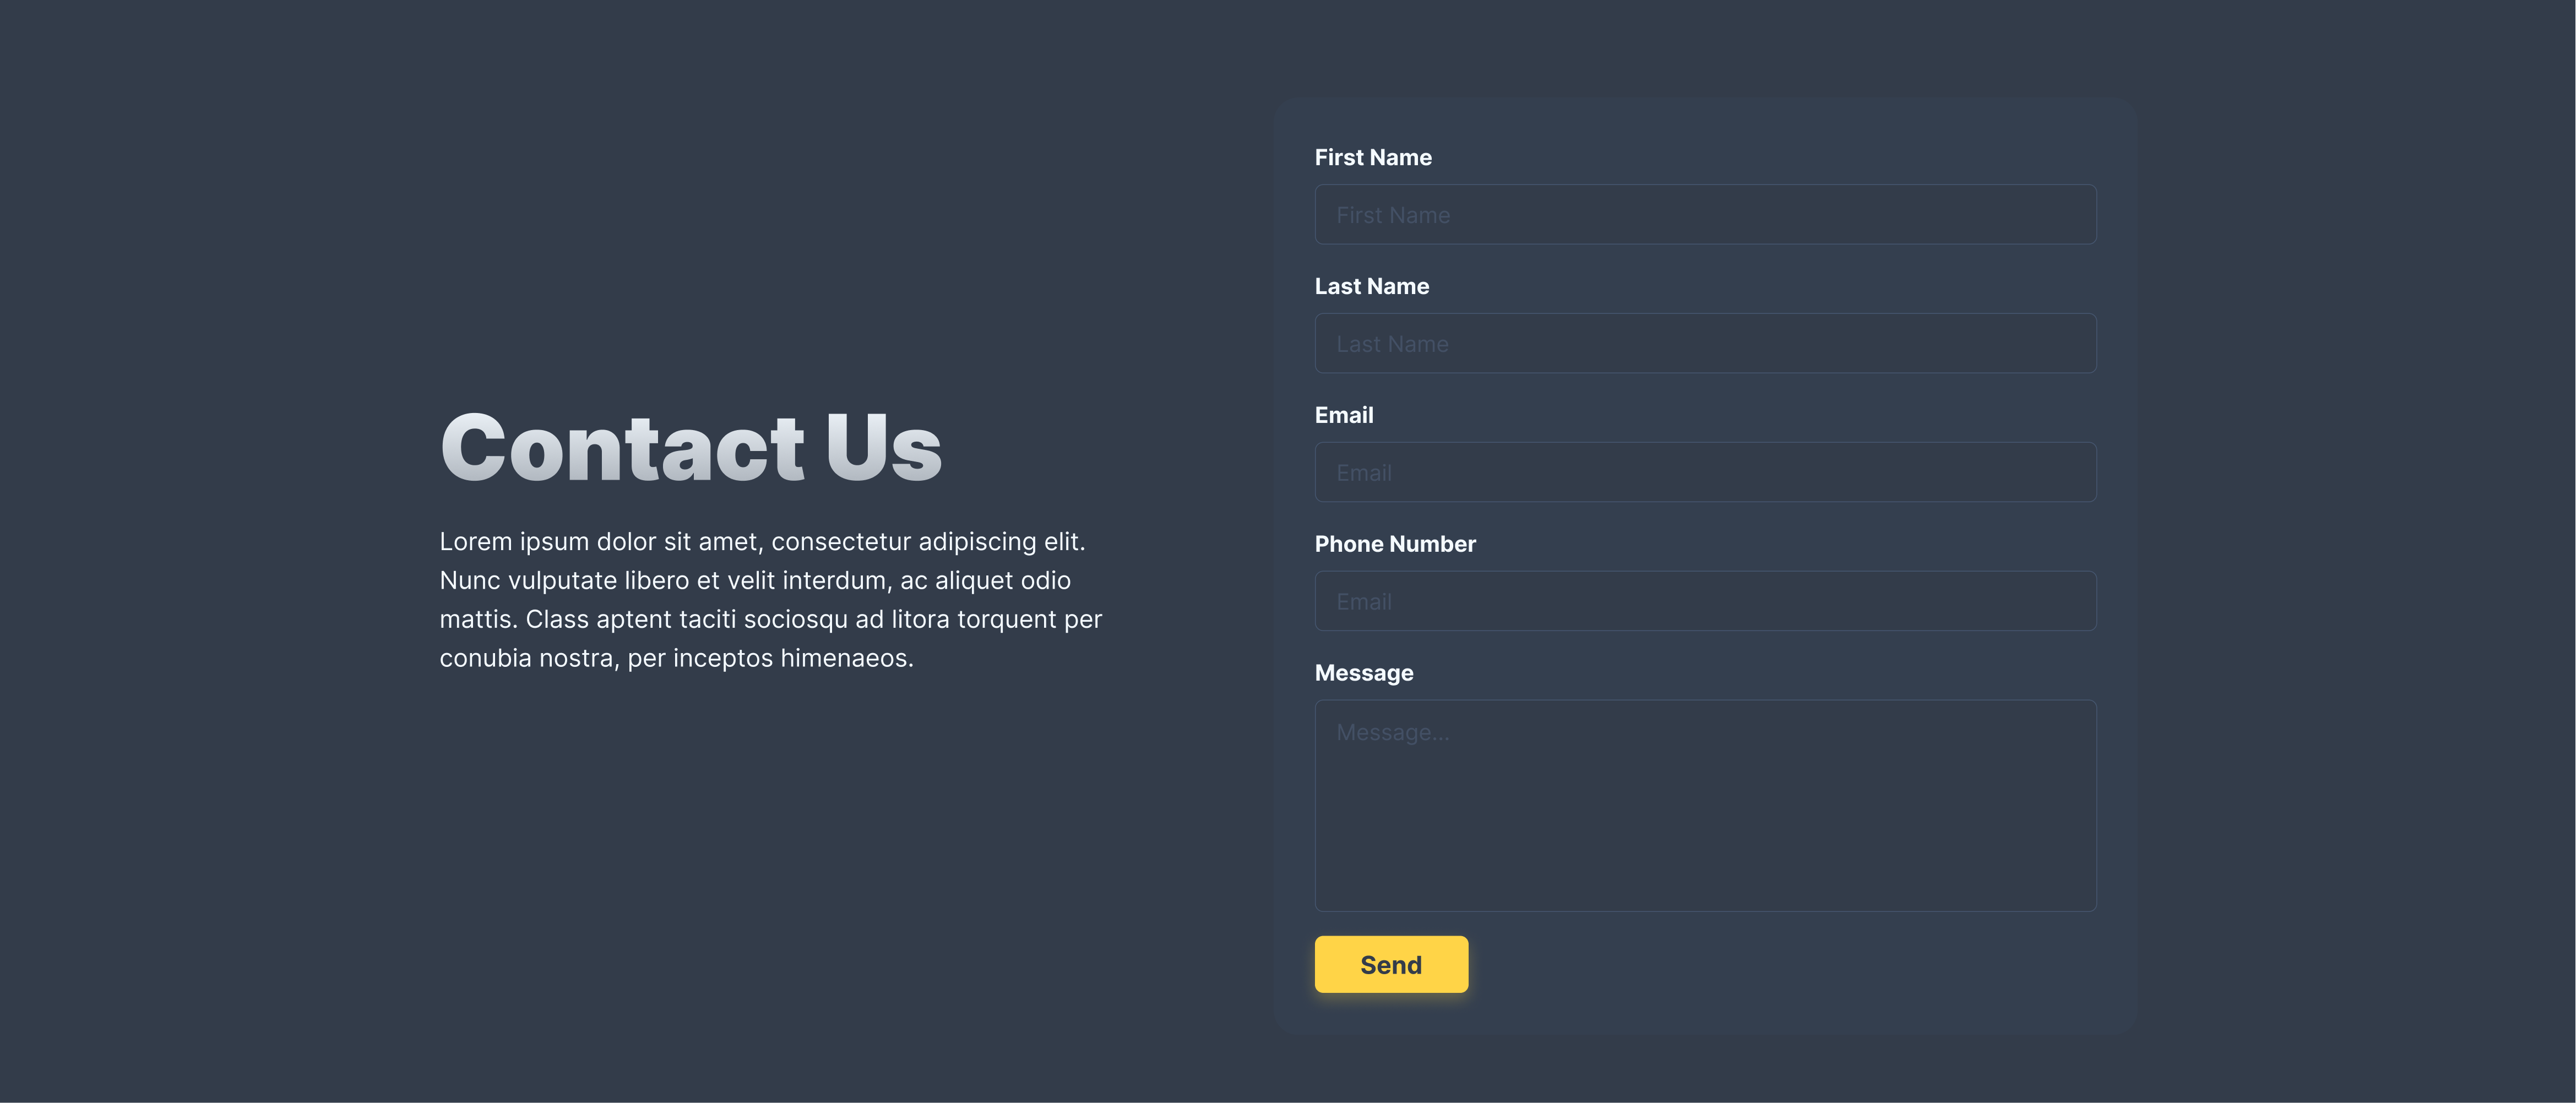 Contact Us
Lorem ipsum dolor sit amet, consectetur adipiscing elit.
Nunc vulputate libero et velit interdum, ac aliquet odio
mattis. Class aptent taciti sociosqu ad litora torquent per
conubia nostra, per inceptos himenaeos.
First Name
First Name
Last Name
Last Name
Email
Email
Phone Number
Email
Message
Message...
Send